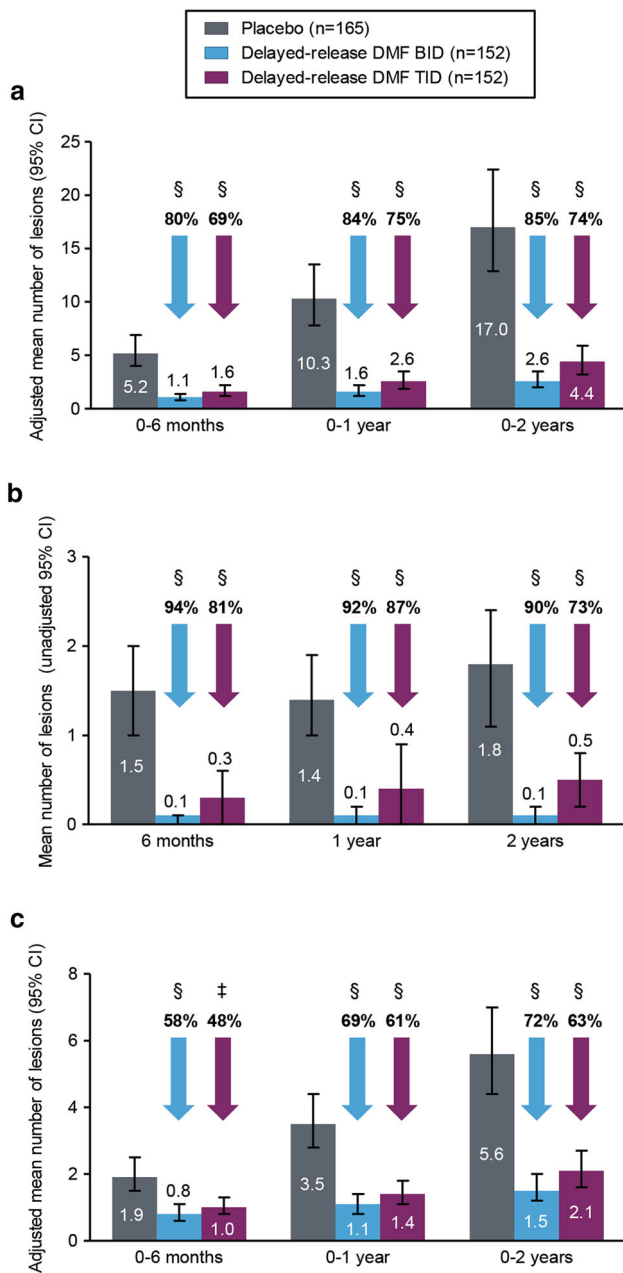 Placebo (n=165)
Delayed-release DMF BID (n=152)
Delayed-release DMF TID (n=152)
a
Adjusted mean number of lesions (95% CI)
25
20
15
10
5
0
§ § § § § §
80% 69% 84% 75% 85% 74%
5.2 1.1 1.6 10.3 1.6 2.6 17.0 2.6 4.4
0-6 months 0-1 year 0-2 years
b
Mean number of lesions (unadjusted 95% CI)
3
2
1
0
§ § § § § §
94% 81% 92% 87% 90% 73%
1.5 0.1 0.3 1.4 0.1 0.4 1.8 0.1 0.5
6 months 1 year 2 years
c
Adjusted mean number of lesions (95% CI)
8
6
4
2
0
§ ‡ § § § §
58% 48% 69% 61% 72% 63%
1.9 0.8 1.0 3.5 1.1 1.4 5.6 1.5 2.1
0-6 months 0-1 year 0-2 years